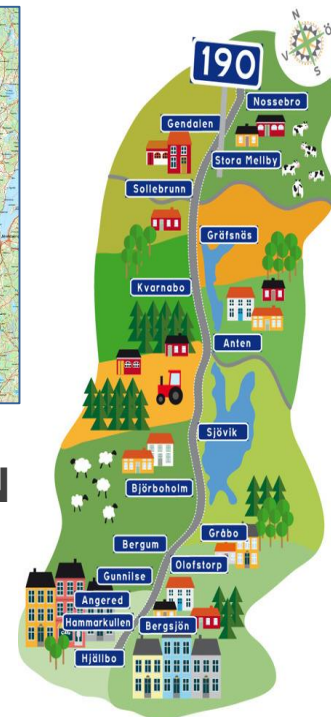 N
Ö
V
S
190
Nossebro
Gendalen
Stora Mellby
Sollebrunn
Gräfsnäs
Kvarnabo
Anten
Sjövik
Björboholm
Gråbo
Bergum
Olofstorp
Gunnilse
Angered
Hammarkullen
Bergsjön
Hjällbo